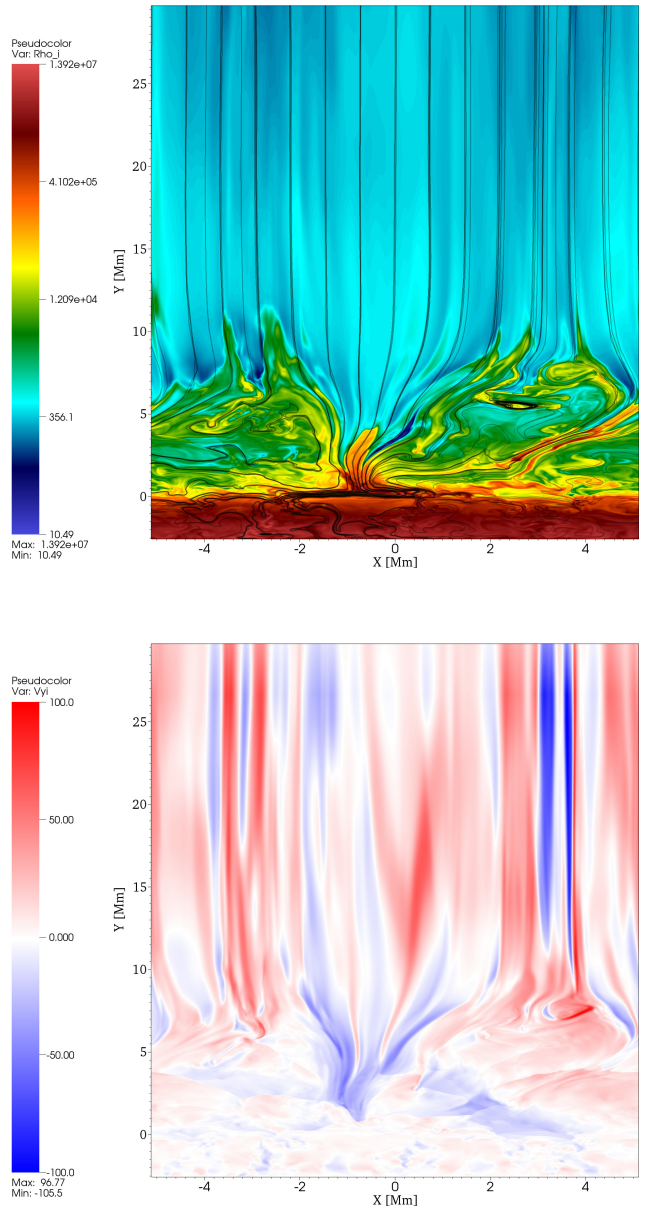 Pseudocolor
Var: Rho_i
1.392e+07
4.102e+05
1.209e+04
356.1
10.49
Max: 1.392e+07
Min: 10.49
Y [Mm]
25
20
15
10
5
0
-4 -2 0 2 4
X [Mm]
Pseudocolor
Var: Vyi
100.0
50.00
0.000
-50.00
-100.0
Max: 96.77
Min: -105.5
Y [Mm]
25
20
15
10
5
0
-4 -2 0 2 4
X [Mm]